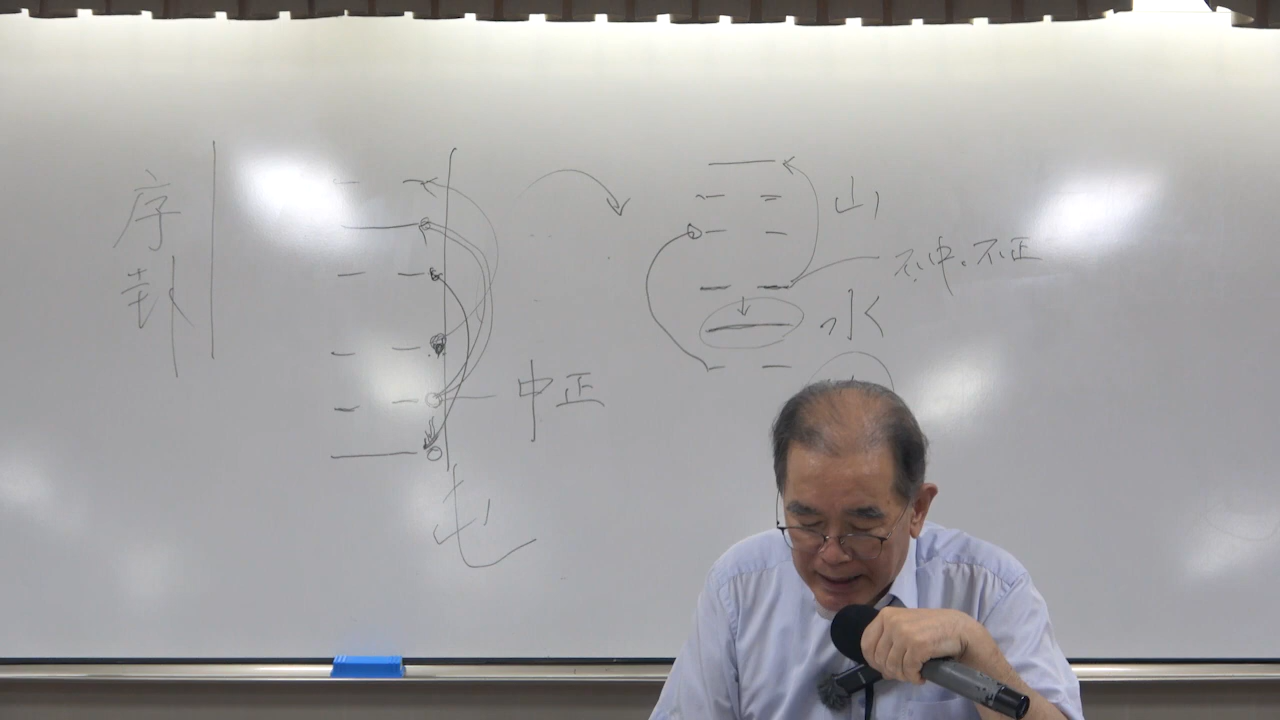 序卦
中正
屯
山
不中、不正
水